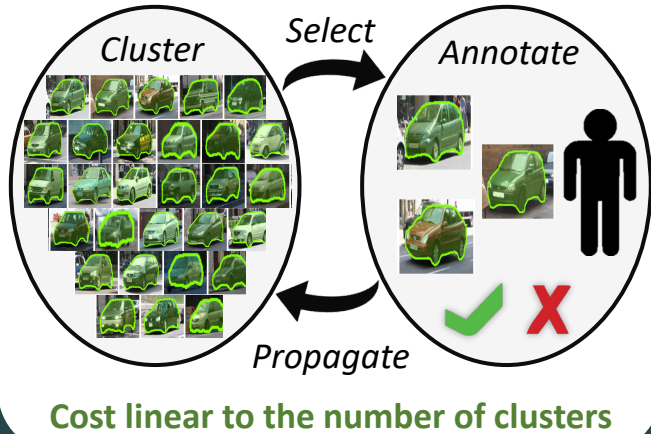 Cluster
Select
Annotate
Propagate
Cost linear to the number of clusters